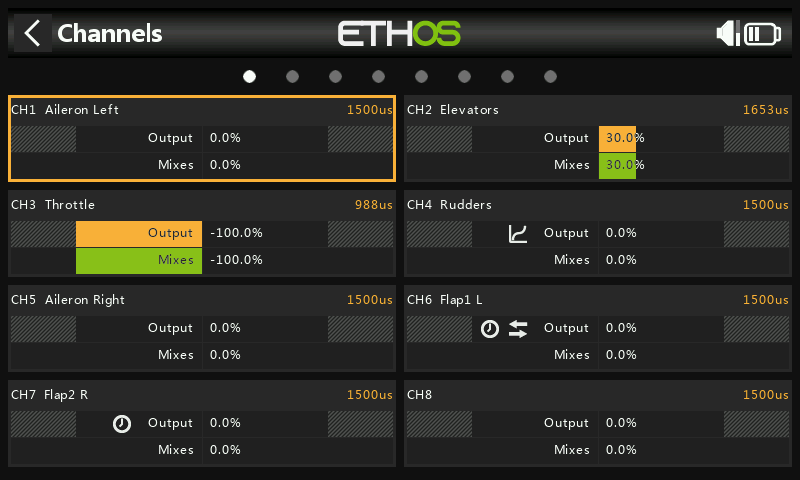 Channels ETHOS
CH1 Aileron Left 1500us
Output 0.0%
Mixes 0.0%
CH2 Elevators 1653us
Output 30.0%
Mixes 30.0%
CH3 Throttle 988us
Output -100.0%
Mixes -100.0%
CH4 Rudders 1500us
Output 0.0%
Mixes 0.0%
CH5 Aileron Right 1500us
Output 0.0%
Mixes 0.0%
CH6 Flap1 L 1500us
Output 0.0%
Mixes 0.0%
CH7 Flap2 R 1500us
Output 0.0%
Mixes 0.0%
CH8 1500us
Output 0.0%
Mixes 0.0%